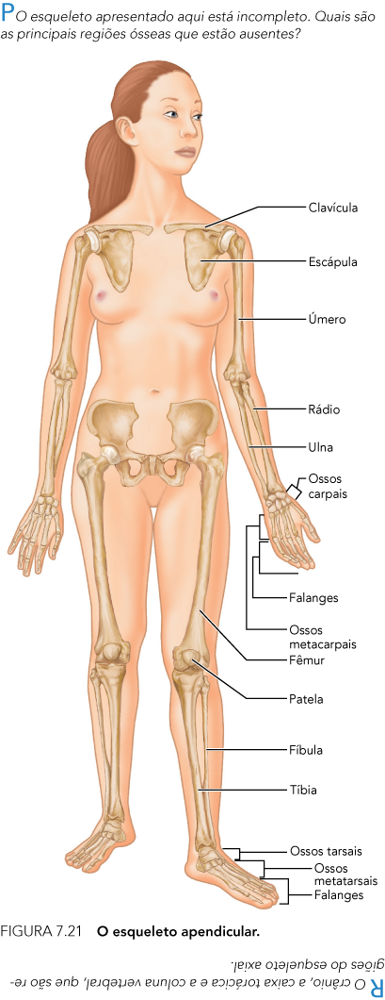 P O esqueleto apresentado aqui está incompleto. Quais são
as principais regiões ósseas que estão ausentes?
Clavícula
Escápula
Úmero
Rádio
Ulna
Ossos
carpais
Falanges
Ossos
metacarpais
Fêmur
Patela
Fíbula
Tíbia
Ossos tarsais
Ossos
metatarsais
Falanges
FIGURA 7.21 O esqueleto apendicular.
R O crânio, a caixa torácica e a coluna vertebral, que são re-
giões do esqueleto axial.